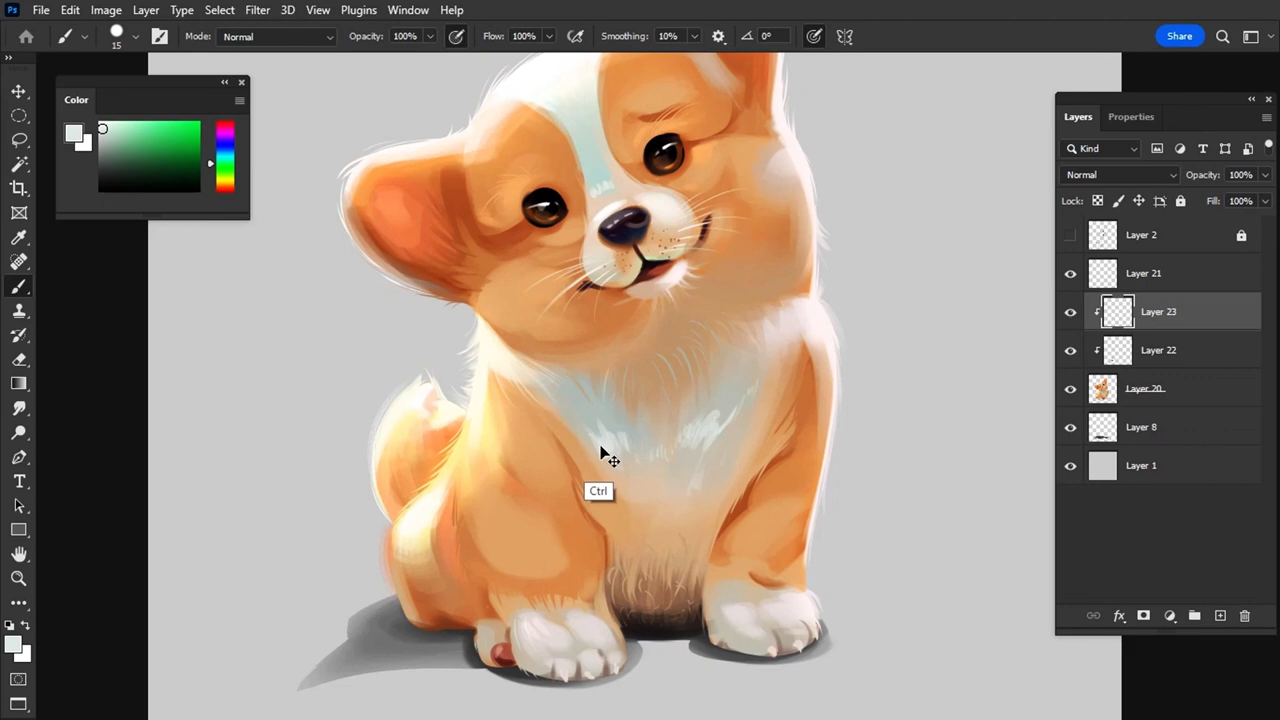 Ps File Edit Image Layer Type Select Filter 3D View Plugins Window Help
15 Mode: Normal Opacity: 100% Flow: 100% Smoothing: 10% 0° Share
Color
Layers Properties
Kind
Normal Opacity: 100%
Lock: Fill: 100%
Layer 2
Layer 21
Layer 23
Layer 22
Layer 20
Layer 8
Layer 1
Ctrl
fx